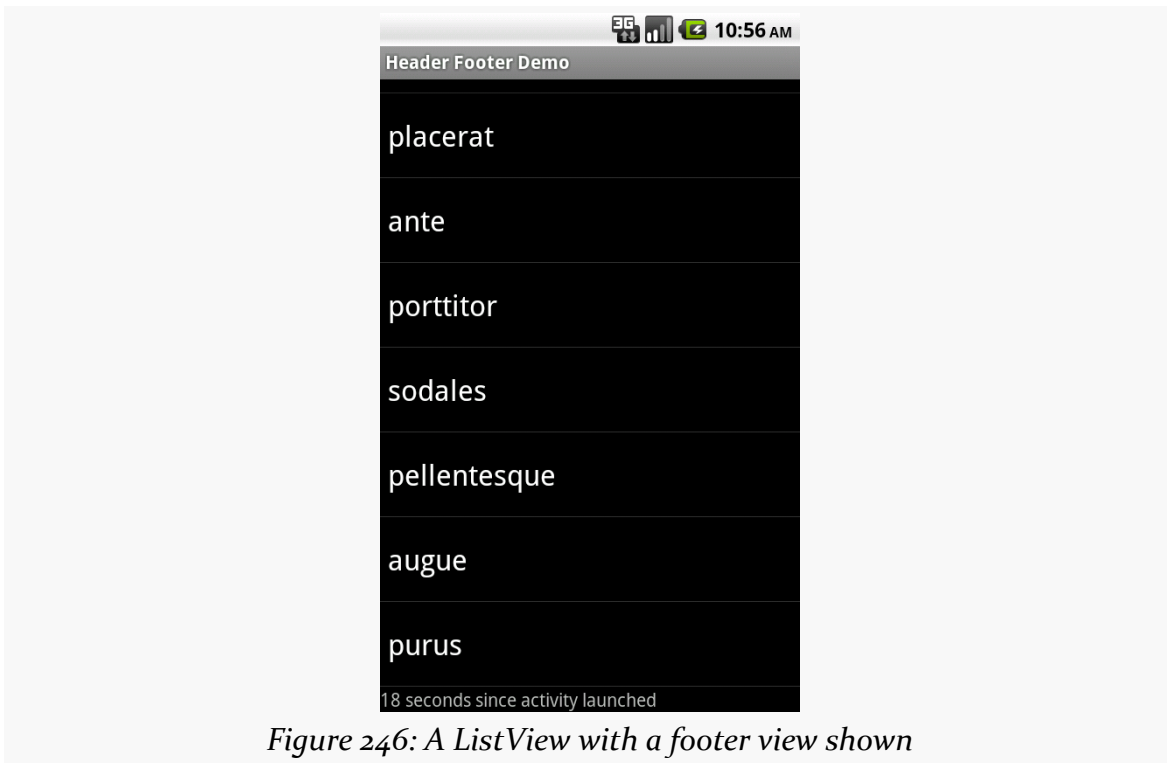 3G 10:56 AM
Header Footer Demo
placerat
ante
porttitor
sodales
pellentesque
augue
purus
18 seconds since activity launched
Figure 246: A ListView with a footer view shown